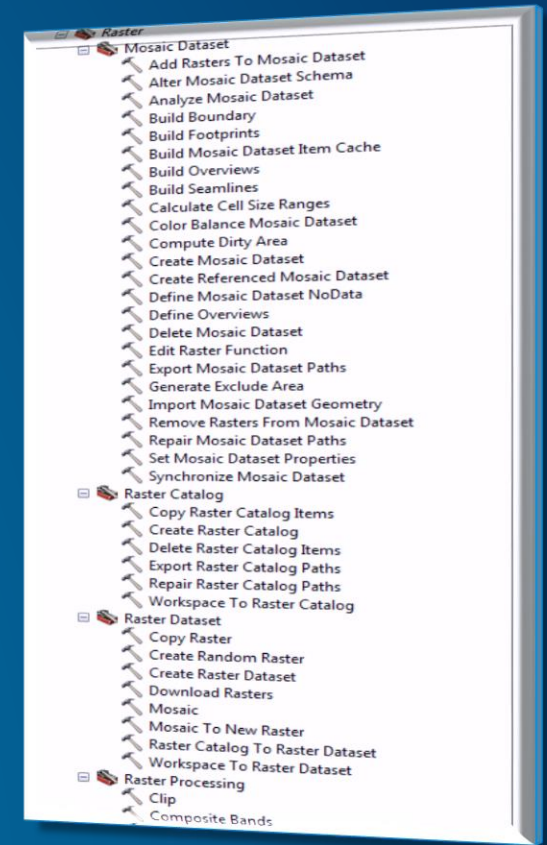 Raster
Mosaic Dataset
Add Rasters To Mosaic Dataset
Alter Mosaic Dataset Schema
Analyze Mosaic Dataset
Build Boundary
Build Footprints
Build Mosaic Dataset Item Cache
Build Overviews
Build Seamlines
Calculate Cell Size Ranges
Color Balance Mosaic Dataset
Compute Dirty Area
Create Mosaic Dataset
Create Referenced Mosaic Dataset
Define Mosaic Dataset NoData
Define Overviews
Delete Mosaic Dataset
Edit Raster Function
Export Mosaic Dataset Paths
Generate Exclude Area
Import Mosaic Dataset Geometry
Remove Rasters From Mosaic Dataset
Repair Mosaic Dataset Paths
Set Mosaic Dataset Properties
Synchronize Mosaic Dataset
Raster Catalog
Copy Raster Catalog Items
Create Raster Catalog
Delete Raster Catalog Items
Export Raster Catalog Paths
Repair Raster Catalog Paths
Workspace To Raster Catalog
Raster Dataset
Copy Raster
Create Random Raster
Create Raster Dataset
Download Rasters
Mosaic
Mosaic To New Raster
Raster Catalog To Raster Dataset
Workspace To Raster Dataset
Raster Processing
Clip
Composite Bands